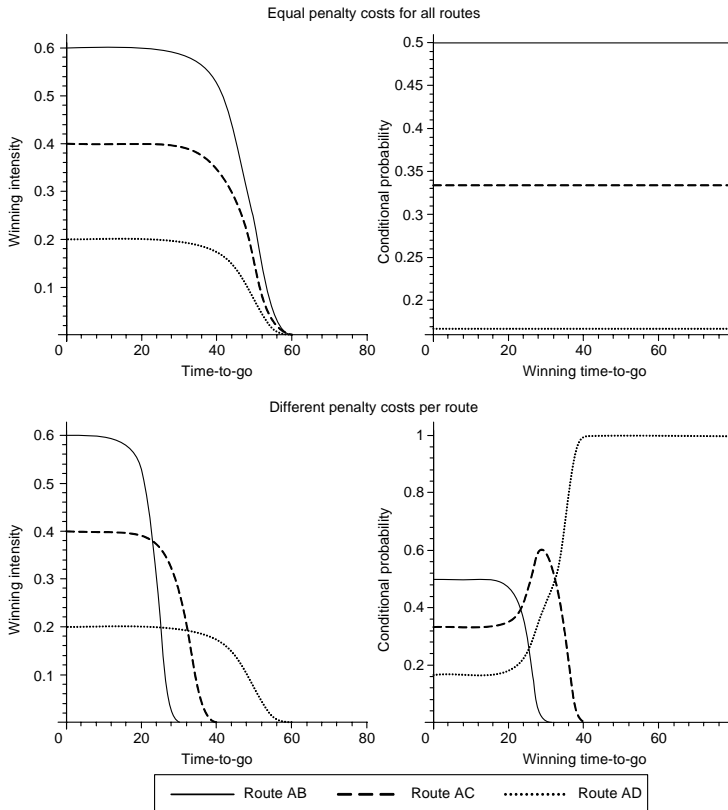 Equal penalty costs for all routes
Winning intensity
0.6
0.5
0.4
0.3
0.2
0.1
0 20 40 60 80
Time-to-go
Conditional probability
0.5
0.45
0.4
0.35
0.3
0.25
0.2
0 20 40 60
Winning time-to-go
Different penalty costs per route
Winning intensity
0.6
0.5
0.4
0.3
0.2
0.1
0 20 40 60 80
Time-to-go
Conditional probability
1
0.8
0.6
0.4
0.2
0 20 40 60
Winning time-to-go
Route AB Route AC Route AD